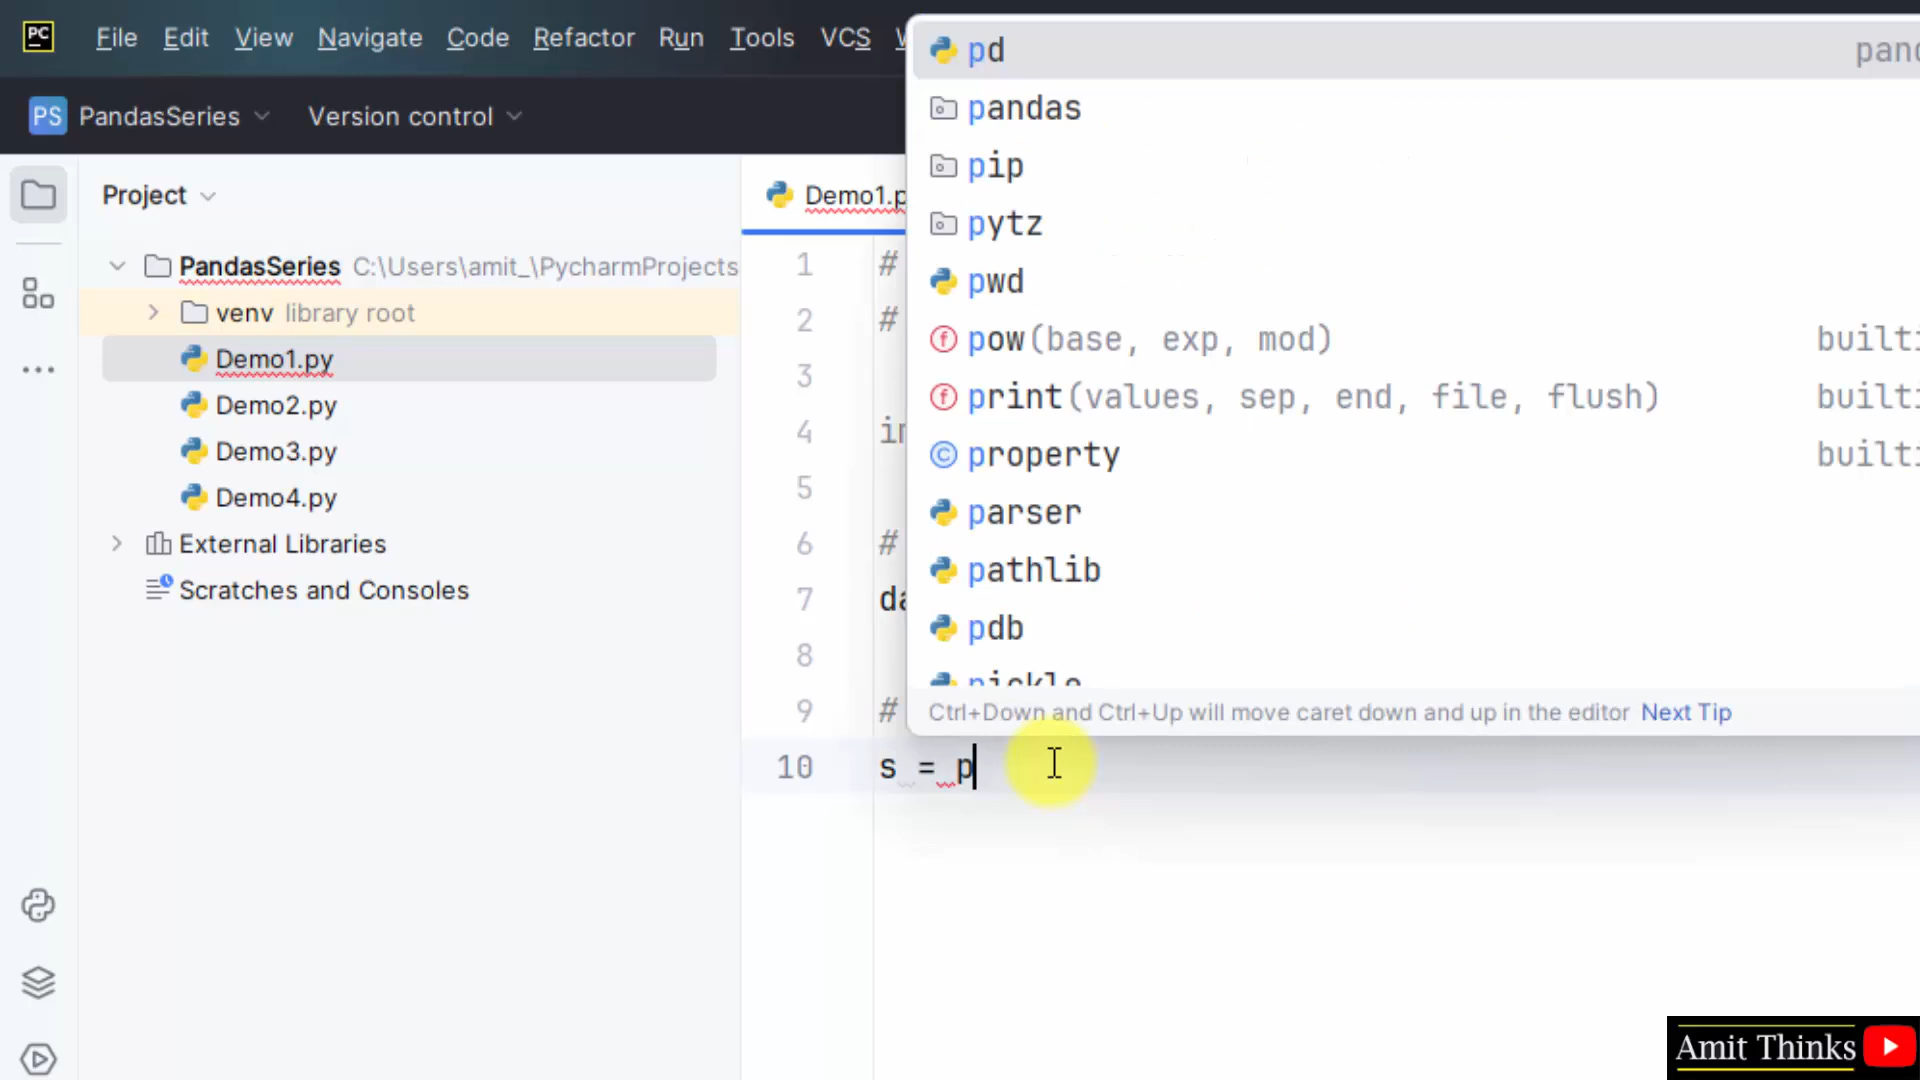 PC File Edit View Navigate Code Refactor Run Tools VCS
PS PandasSeries Version control
Project
PandasSeries C:\Users\amit_\PycharmProjects
venv library root
Demo1.py
Demo2.py
Demo3.py
Demo4.py
External Libraries
Scratches and Consoles
Demo1.p
1 #
2 #
3
4
5
6 #
7
8
9 #
10 s = p
pd
pandas
pip
pytz
pwd
pow(base, exp, mod)
print(values, sep, end, file, flush)
property
parser
pathlib
pdb
pickle
Ctrl+Down and Ctrl+Up will move caret down and up in the editor Next Tip
Amit Thinks